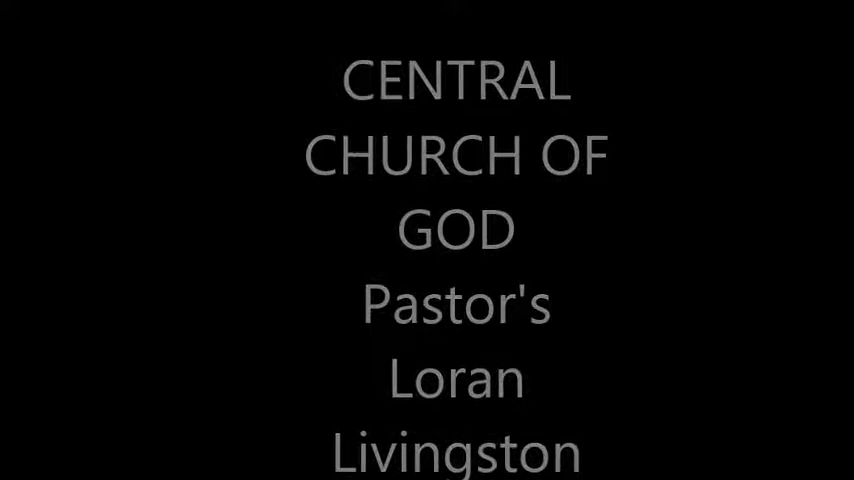 CENTRAL
CHURCH OF
GOD
Pastor's
Loran
Livingston